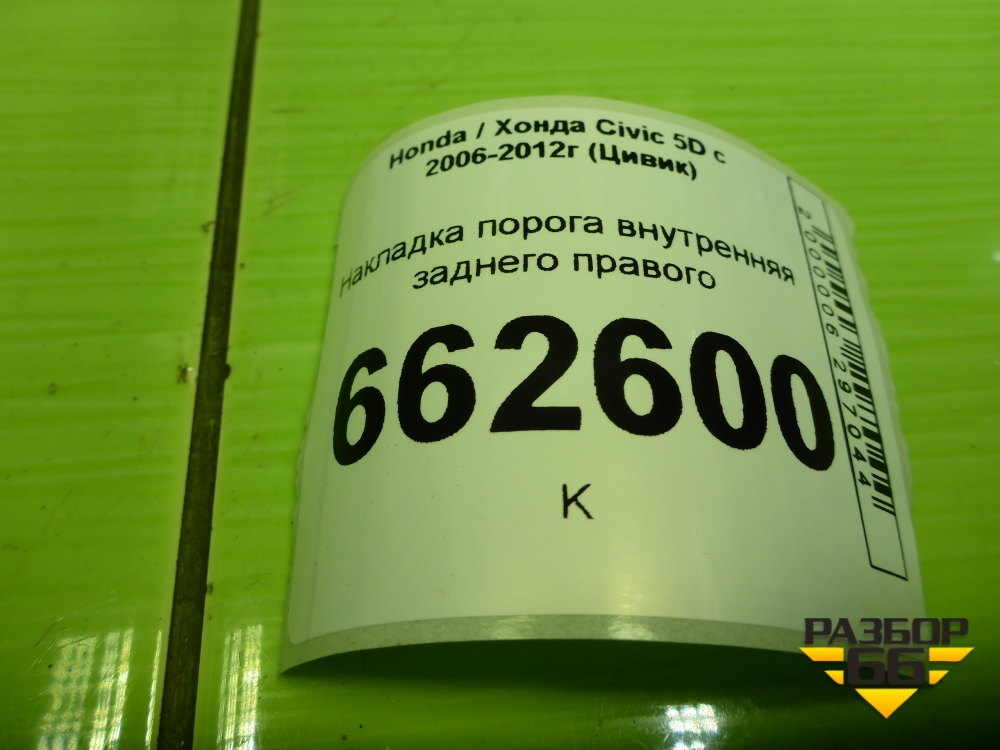 Honda / Хонда Civic 5D с
2006-2012г (Цивик)
Накладка порога внутренняя
заднего правого
662600
К
2000006297044
РАЗБОР
66